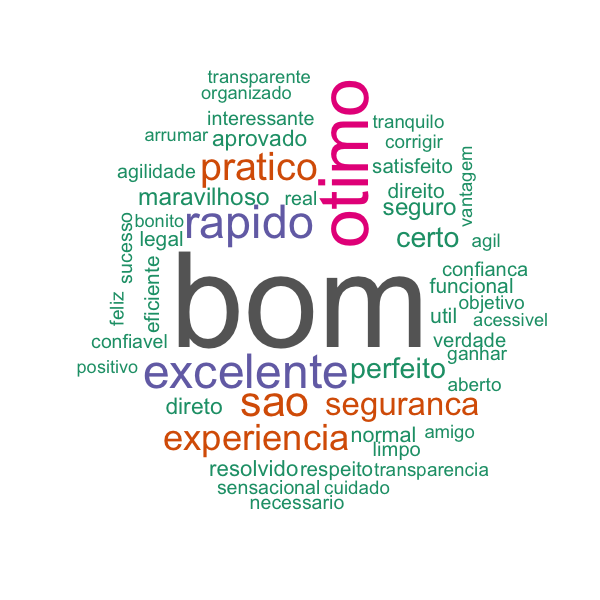 transparente
organizado
otimo
interessante
tranquilo
arrumar
aprovado
corrigir
agilidade
pratico
satisfeito
vantagem
maravilhoso
real
direito
seguro
sucesso
bonito
rapido
legal
certo
agil
feliz
eficiente
bom
confianca
funcional
objetivo
util
acessivel
confiavel
verdade
ganhar
positivo
excelente
perfeito
aberto
direto
sao
seguranca
experiencia
normal
amigo
limpo
resolvido
respeito
transparencia
sensacional
cuidado
necessario